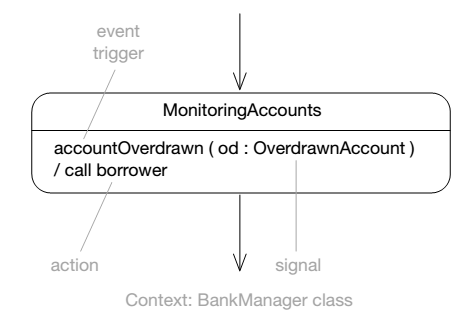 event
trigger
MonitoringAccounts
accountOverdrawn ( od : OverdrawnAccount )
/ call borrower
action
signal
Context: BankManager class